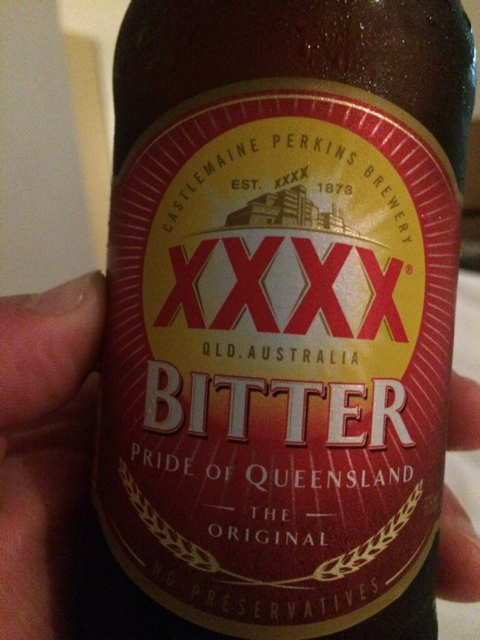 CASTLEMAINE PERKINS BREWERY
XXXX
EST. 1878
XXXX®
QLD. AUSTRALIA
BITTER
PRIDE OF QUEENSLAND
THE
ORIGINAL
NO PRESERVATIVES